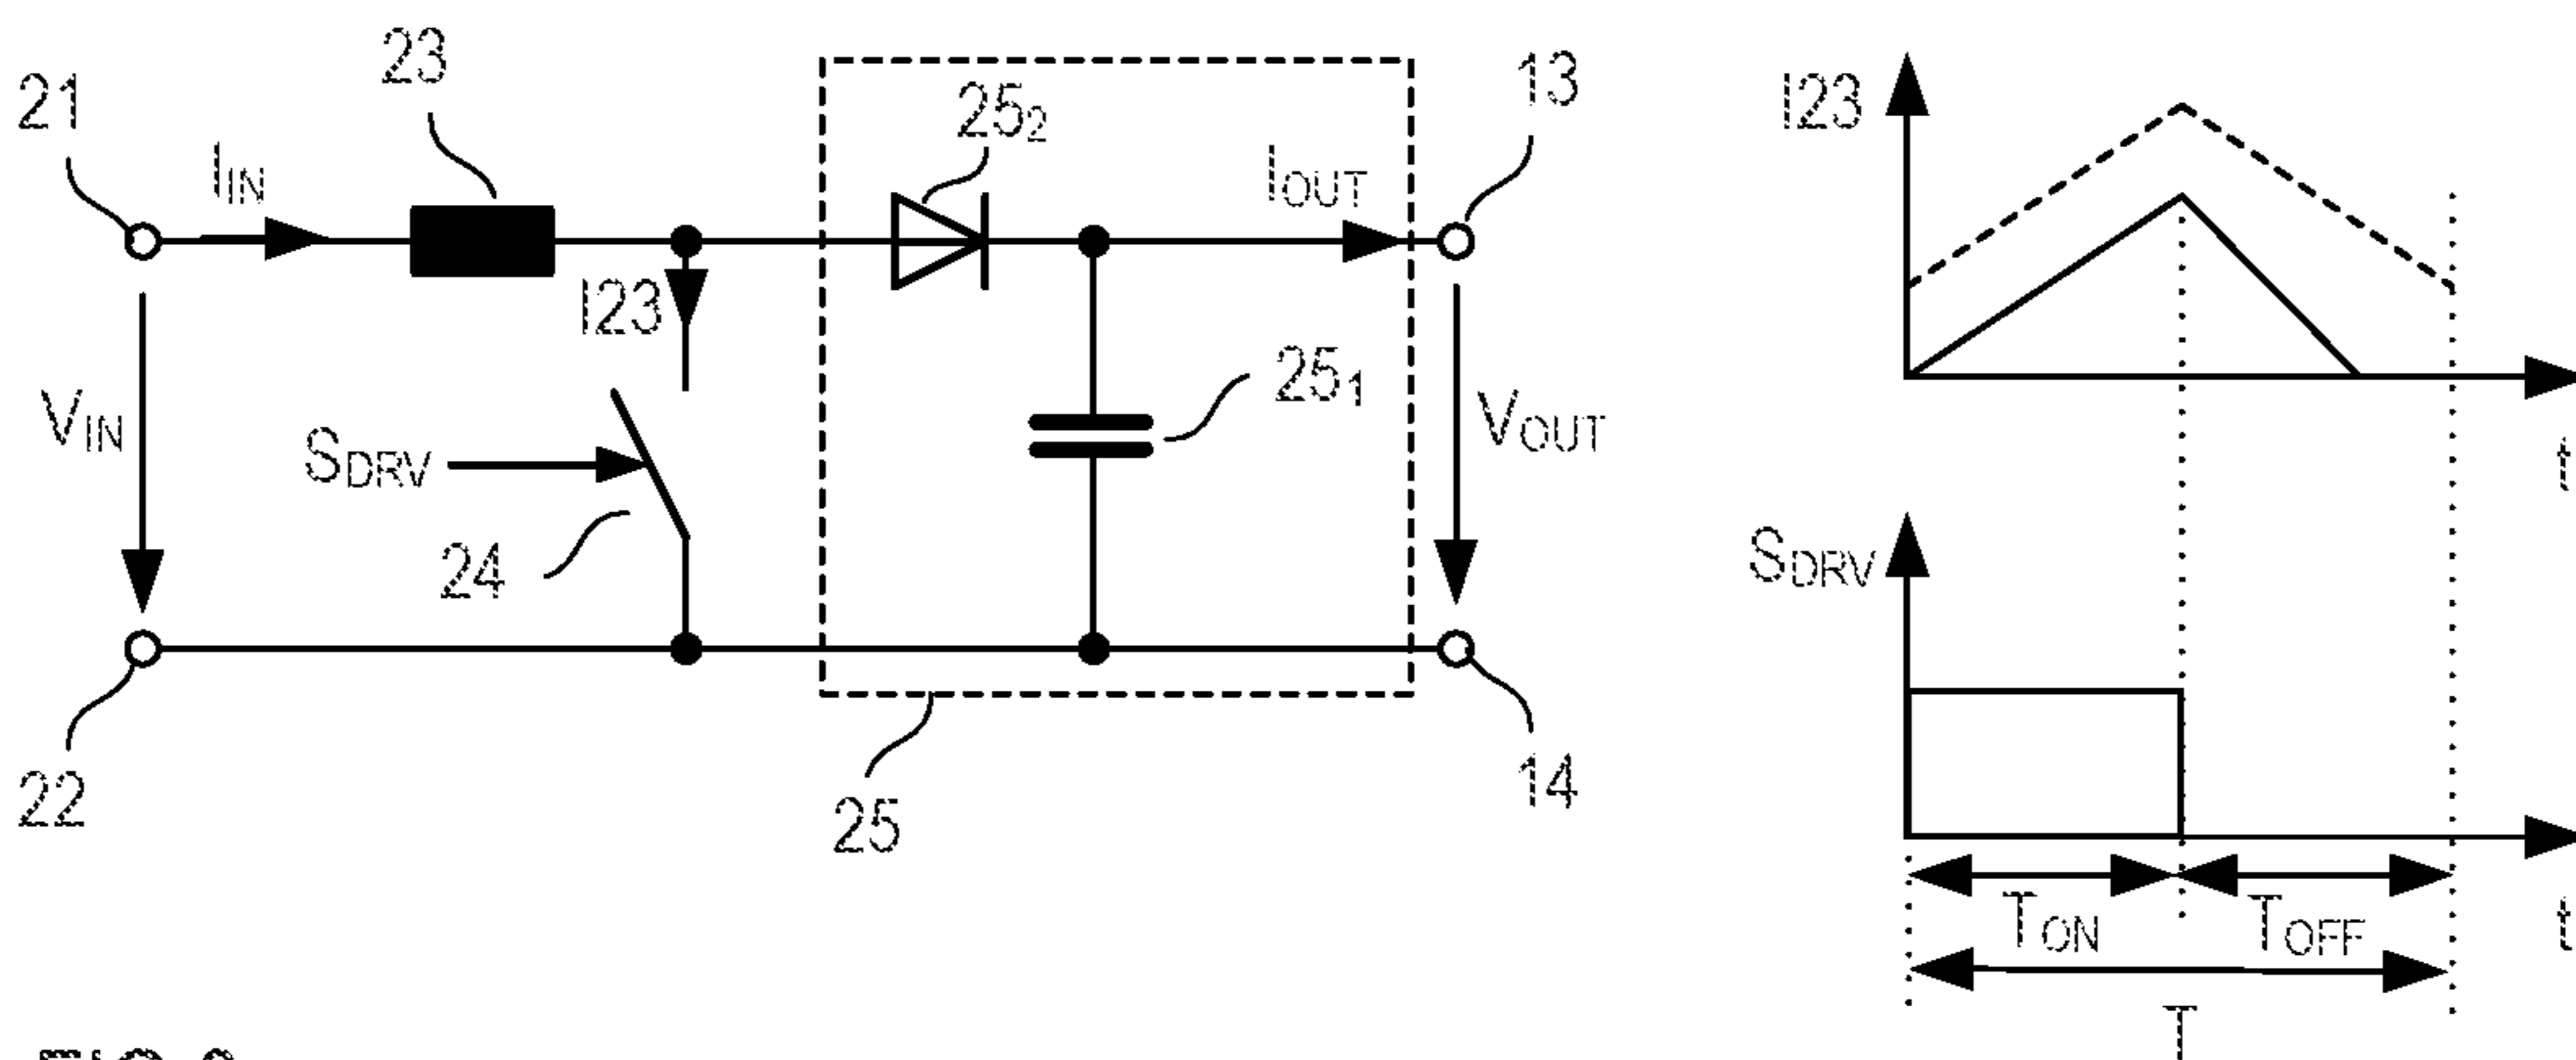 23
21
25₂
13
I_IN
I_OUT
I23
I23
V_IN
S_DRV
25₁
V_OUT
24
22
25
14
t
S_DRV
T_ON
T_OFF
t
T